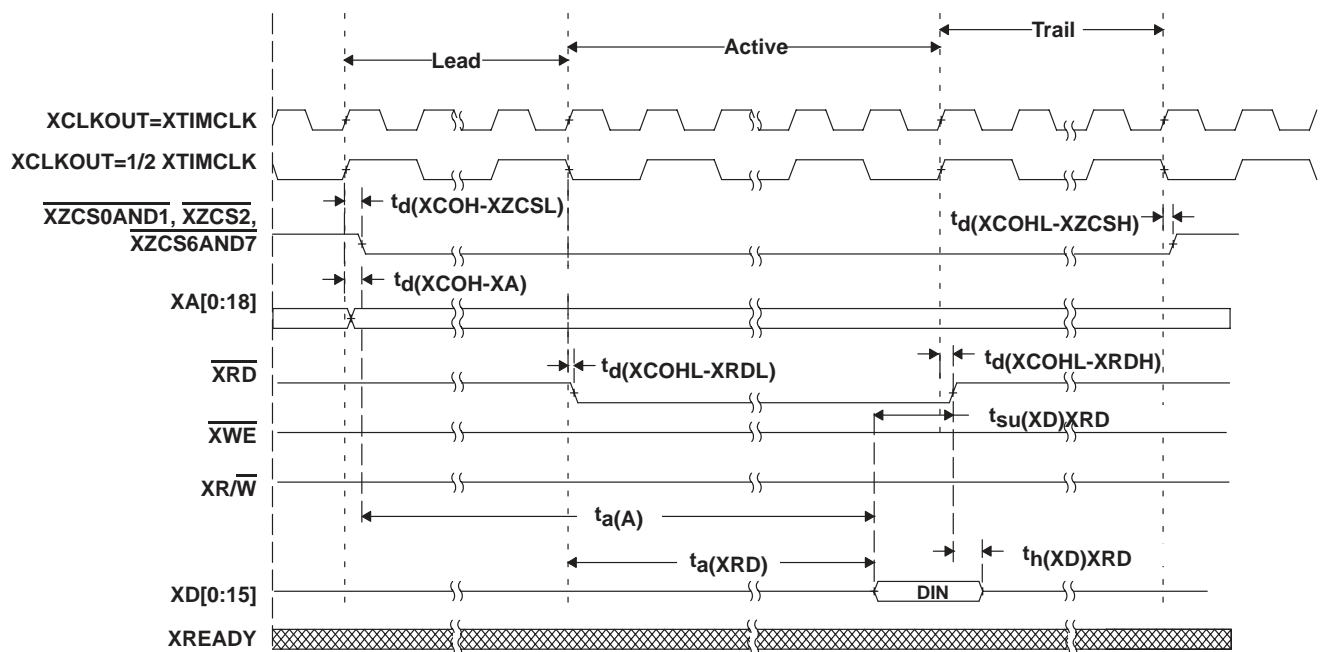 Trail
Active
Lead
XCLKOUT=XTIMCLK
XCLKOUT=1/2 XTIMCLK
td(XCOH-XZCSL)
XZCS0AND1, XZCS2,
XZCS6AND7
td(XCOHL-XZCSH)
td(XCOH-XA)
XA[0:18]
XRD
td(XCOHL-XRDL)
td(XCOHL-XRDH)
tsu(XD)XRD
XWE
XR/W
ta(A)
ta(XRD)
th(XD)XRD
XD[0:15]
DIN
XREADY